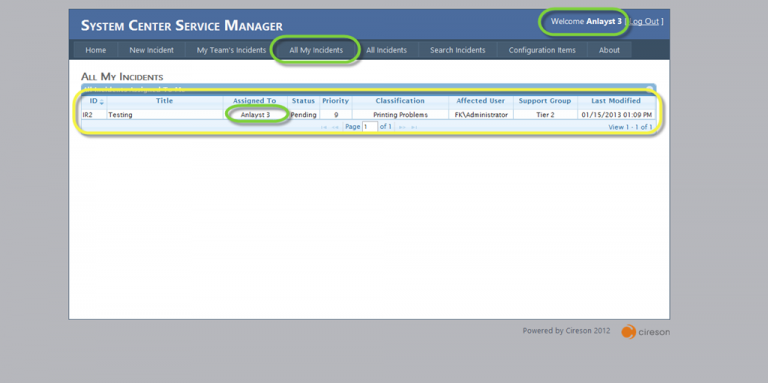 SYSTEM CENTER SERVICE MANAGER
Welcome Anlayst 3 [Log Out ]
Home New Incident My Team's Incidents All My Incidents All Incidents Search Incidents Configuration Items About
ALL MY INCIDENTS
ID Title Assigned To Status Priority Classification Affected User Support Group Last Modified
IR2 Testing Anlayst 3 Pending 9 Printing Problems FK\Administrator Tier 2 01/15/2013 01:09 PM
Page 1 of 1 View 1 - 1 of 1
Powered by Cireson 2012 cireson